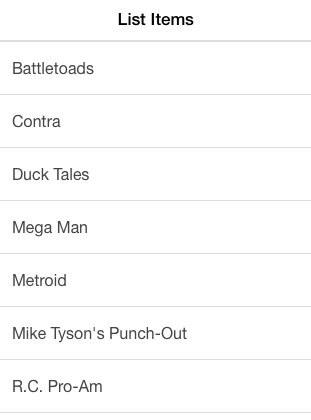 List Items
Battletoads
Contra
Duck Tales
Mega Man
Metroid
Mike Tyson's Punch-Out
R.C. Pro-Am